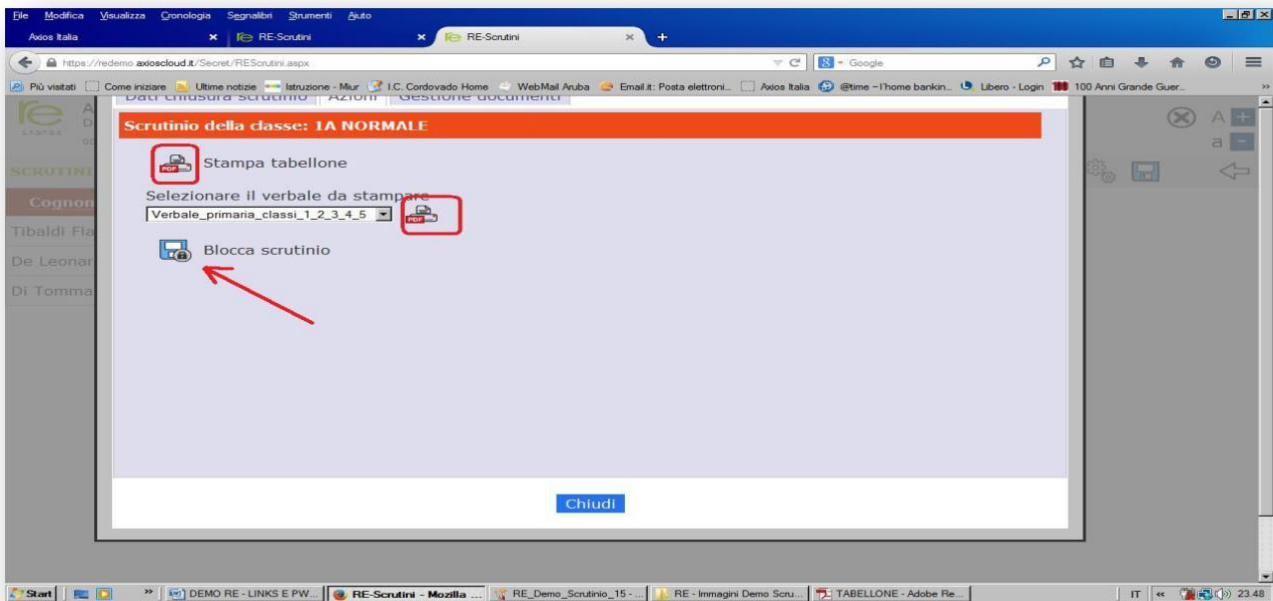 File Modifica Visualizza Cronologia Segnalibri Strumenti Aiuto
Axios Italia RE-Scrutini RE-Scrutini
https://redemo.axioscloud.it/Secret/REScrutini.aspx Google
Più visitati Come iniziare Ultime notizie Istruzione - Miur I.C. Cordovado Home WebMail Aruba Email.it: Posta elettroni... Axios Italia @time – l'home bankin... Libero - Login 100 Anni Grande Guer...
Dati chiusura scrutinio Azioni Gestione documenti
Scrutinio della classe: 1A NORMALE
A
a
Stampa tabellone
PDF
SCRUTINI
Selezionare il verbale da stampare
Cognon
Verbale_primaria_classi_1_2_3_4_5
PDF
Tibaldi Fla
Blocca scrutinio
De Leonar
Di Tomma
Chiudi
Start DEMO RE - LINKS E PW... RE-Scrutini - Mozilla ... RE_Demo_Scrutinio_15 - ... RE - Immagini Demo Scru... TABELLONE - Adobe Re... IT 23.48